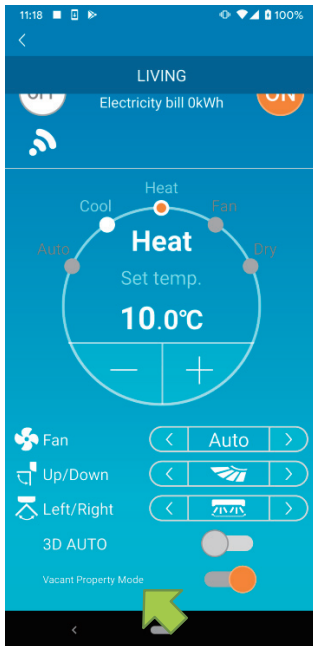 11:18 100%
LIVING
OFF ON
Electricity bill 0kWh
Heat
Cool Fan
Auto Dry
Heat
Set temp.
10.0°C
Fan Auto
Up/Down
Left/Right
3D AUTO
Vacant Property Mode